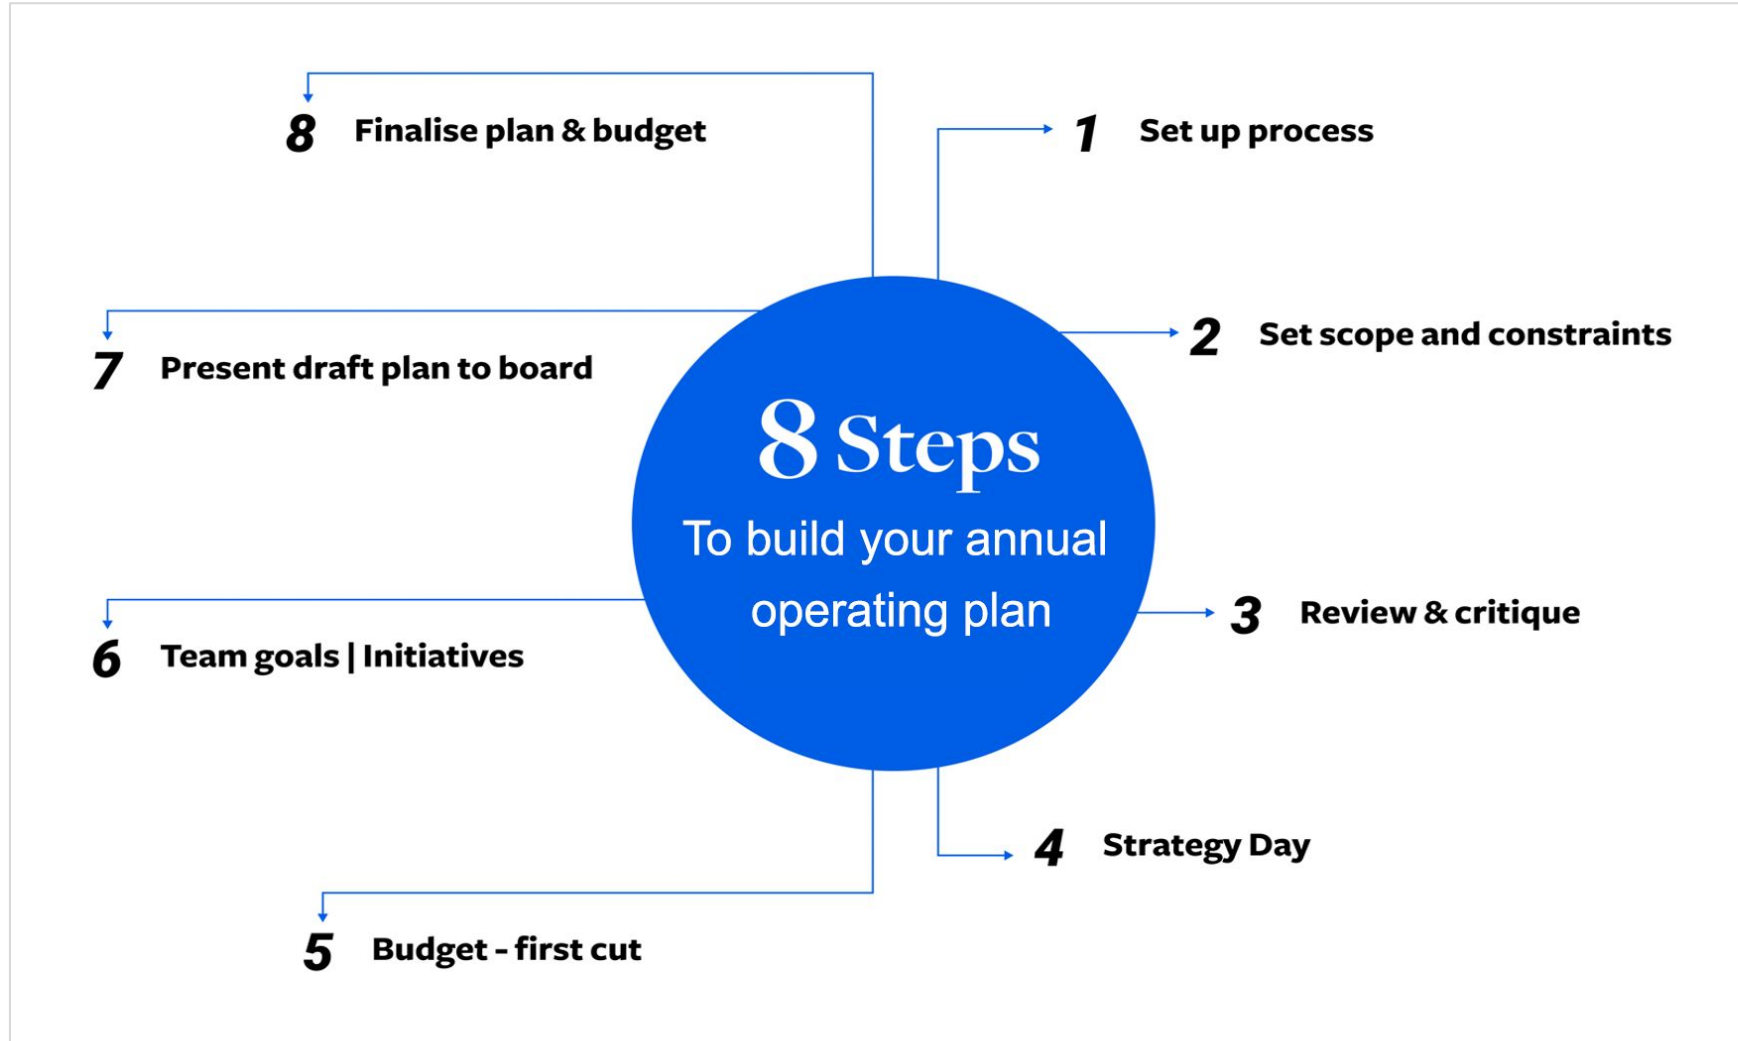 8 Steps
To build your annual
operating plan
1 Set up process
2 Set scope and constraints
3 Review & critique
4 Strategy Day
5 Budget - first cut
6 Team goals | Initiatives
7 Present draft plan to board
8 Finalise plan & budget